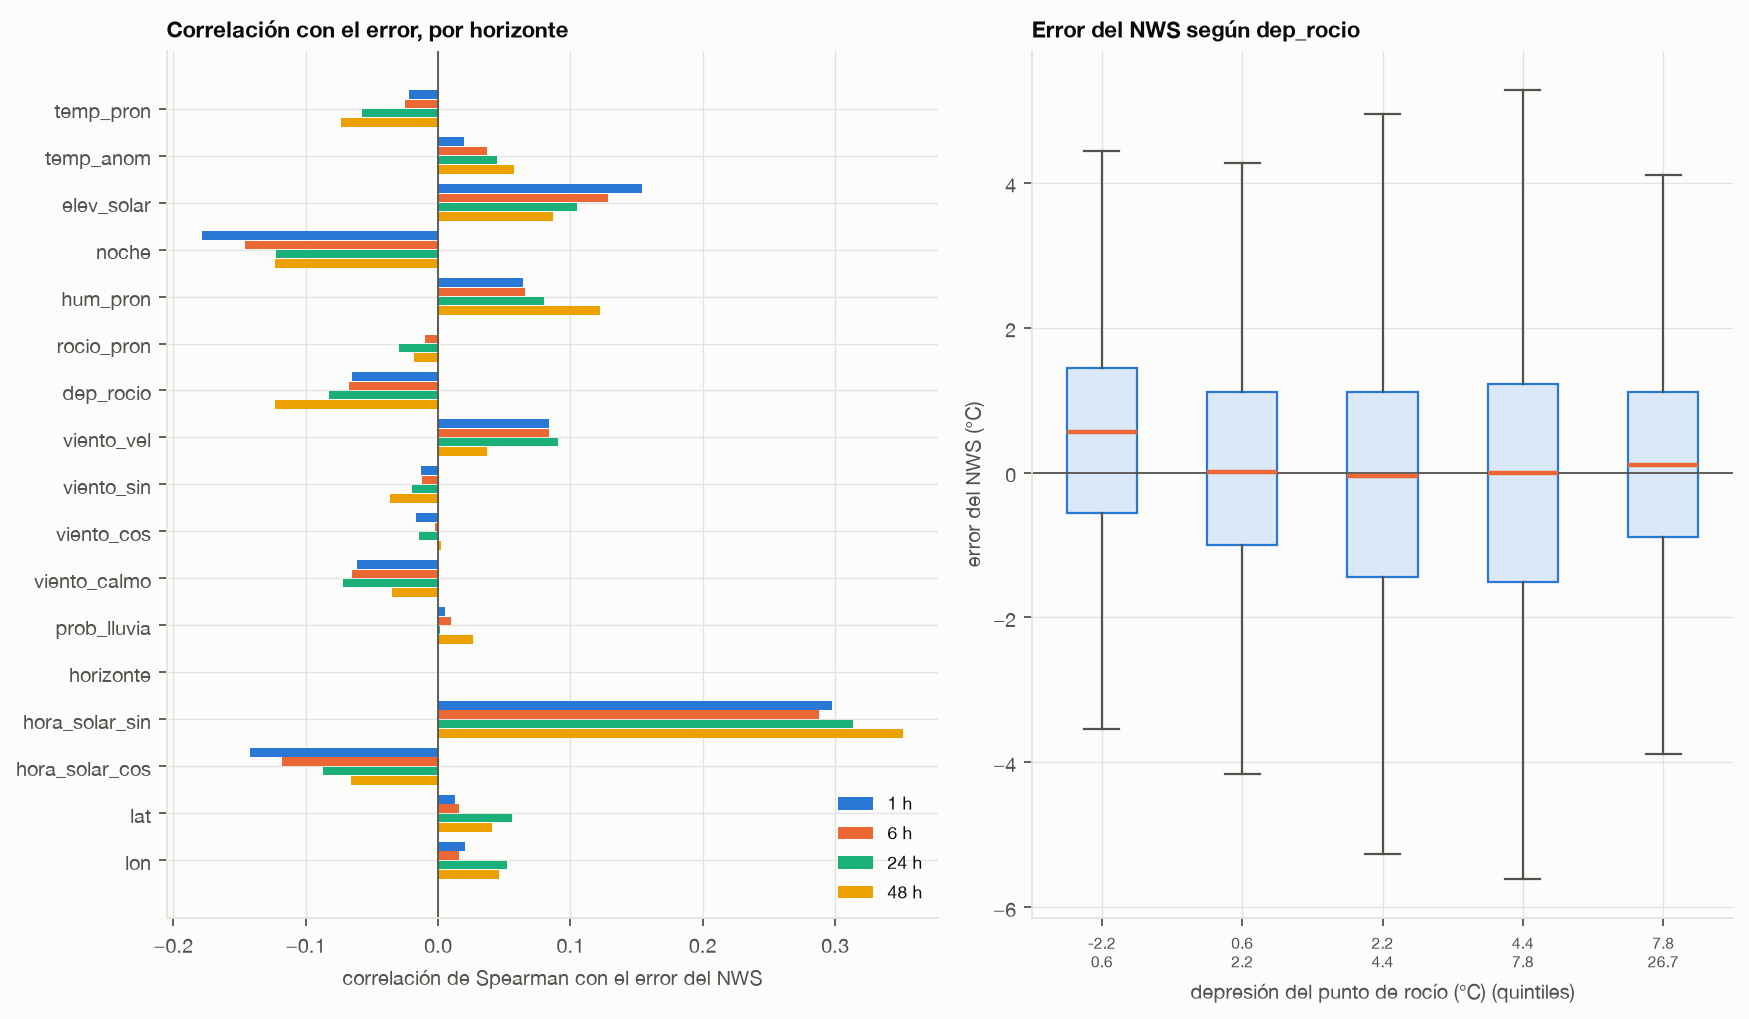 Correlación con el error, por horizonte
temp_pron
temp_anom
elev_solar
noche
hum_pron
rocio_pron
dep_rocio
viento_vel
viento_sin
viento_cos
viento_calmo
prob_lluvia
horizonte
hora_solar_sin
hora_solar_cos
lat
lon
1 h
6 h
24 h
48 h
−0.2 −0.1 0.0 0.1 0.2 0.3
correlación de Spearman con el error del NWS
Error del NWS según dep_rocio
error del NWS (°C)
4
2
0
−2
−4
−6
-2.2 0.6 2.2 4.4 7.8
0.6 2.2 4.4 7.8 26.7
depresión del punto de rocío (°C) (quintiles)